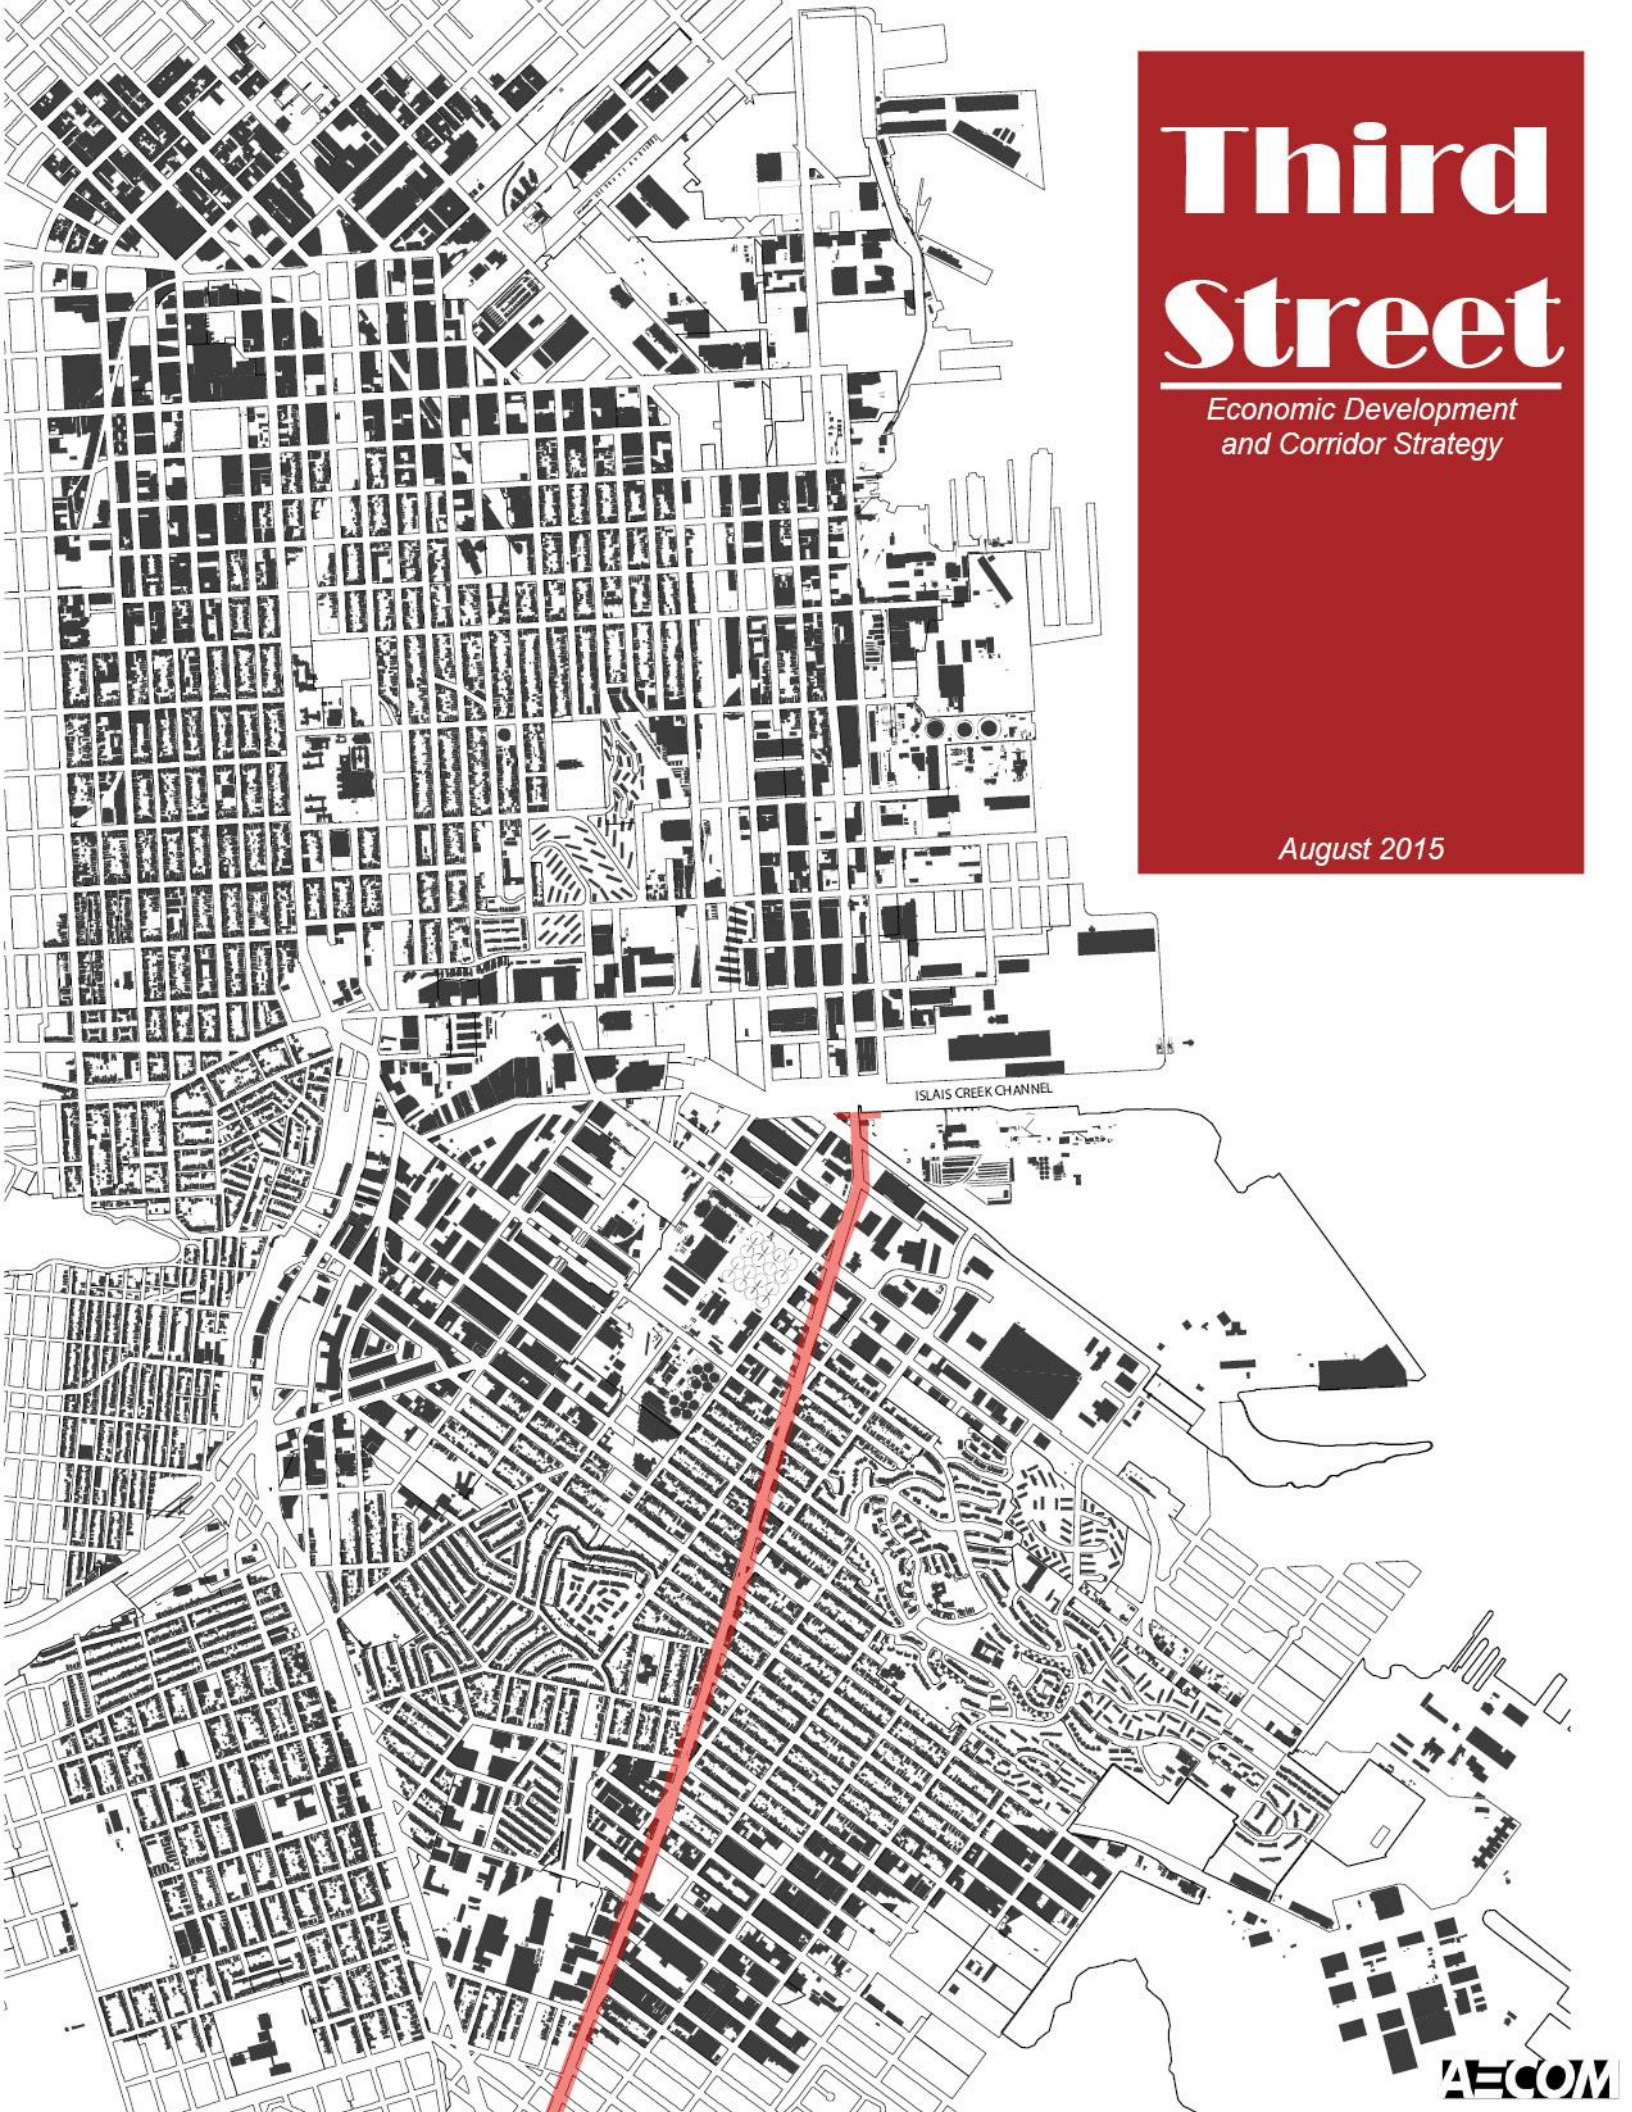 Third
Street
Economic Development
and Corridor Strategy
August 2015
ISLAIS CREEK CHANNEL
AECOM